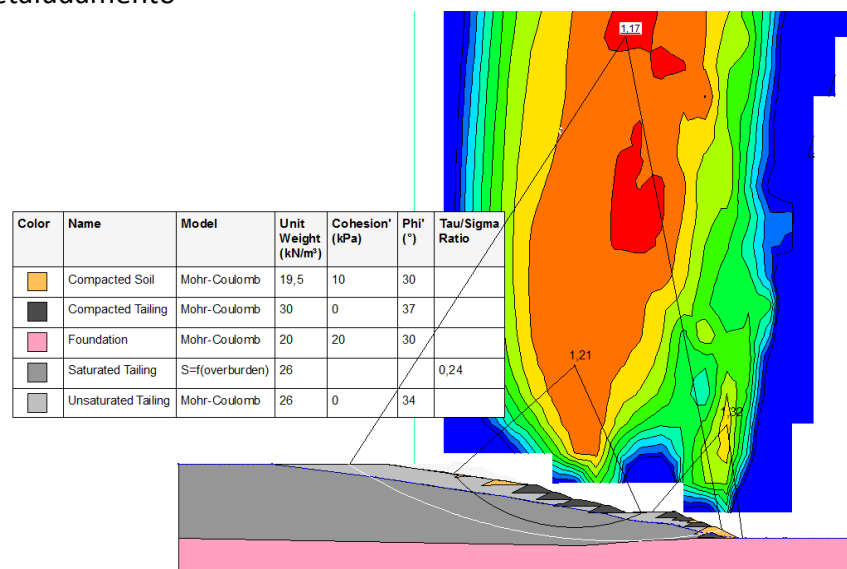 1,17
Color Name Model Unit Weight (kN/m³) Cohesion' (kPa) Phi' (°) Tau/Sigma Ratio
Compacted Soil Mohr-Coulomb 19,5 10 30
Compacted Tailing Mohr-Coulomb 30 0 37
Foundation Mohr-Coulomb 20 20 30
Saturated Tailing S=f(overburden) 26 0,24
Unsaturated Tailing Mohr-Coulomb 26 0 34
1,21
1,32